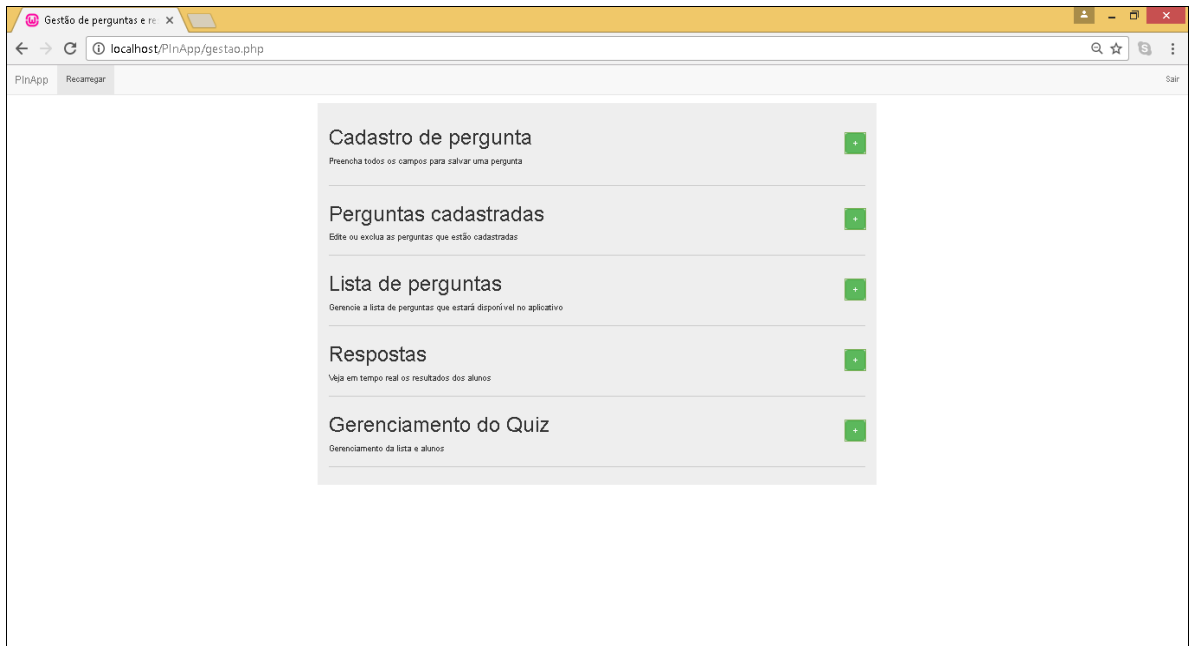 Gestão de perguntas e re
localhost/PInApp/gestao.php
PInApp Recarregar Sair
Cadastro de pergunta
+
Preencha todos os campos para salvar uma pergunta
Perguntas cadastradas
+
Edite ou exclua as perguntas que estão cadastradas
Lista de perguntas
+
Gerencie a lista de perguntas que estará disponível no aplicativo
Respostas
+
Veja em tempo real os resultados dos alunos
Gerenciamento do Quiz
+
Gerenciamento da lista e alunos